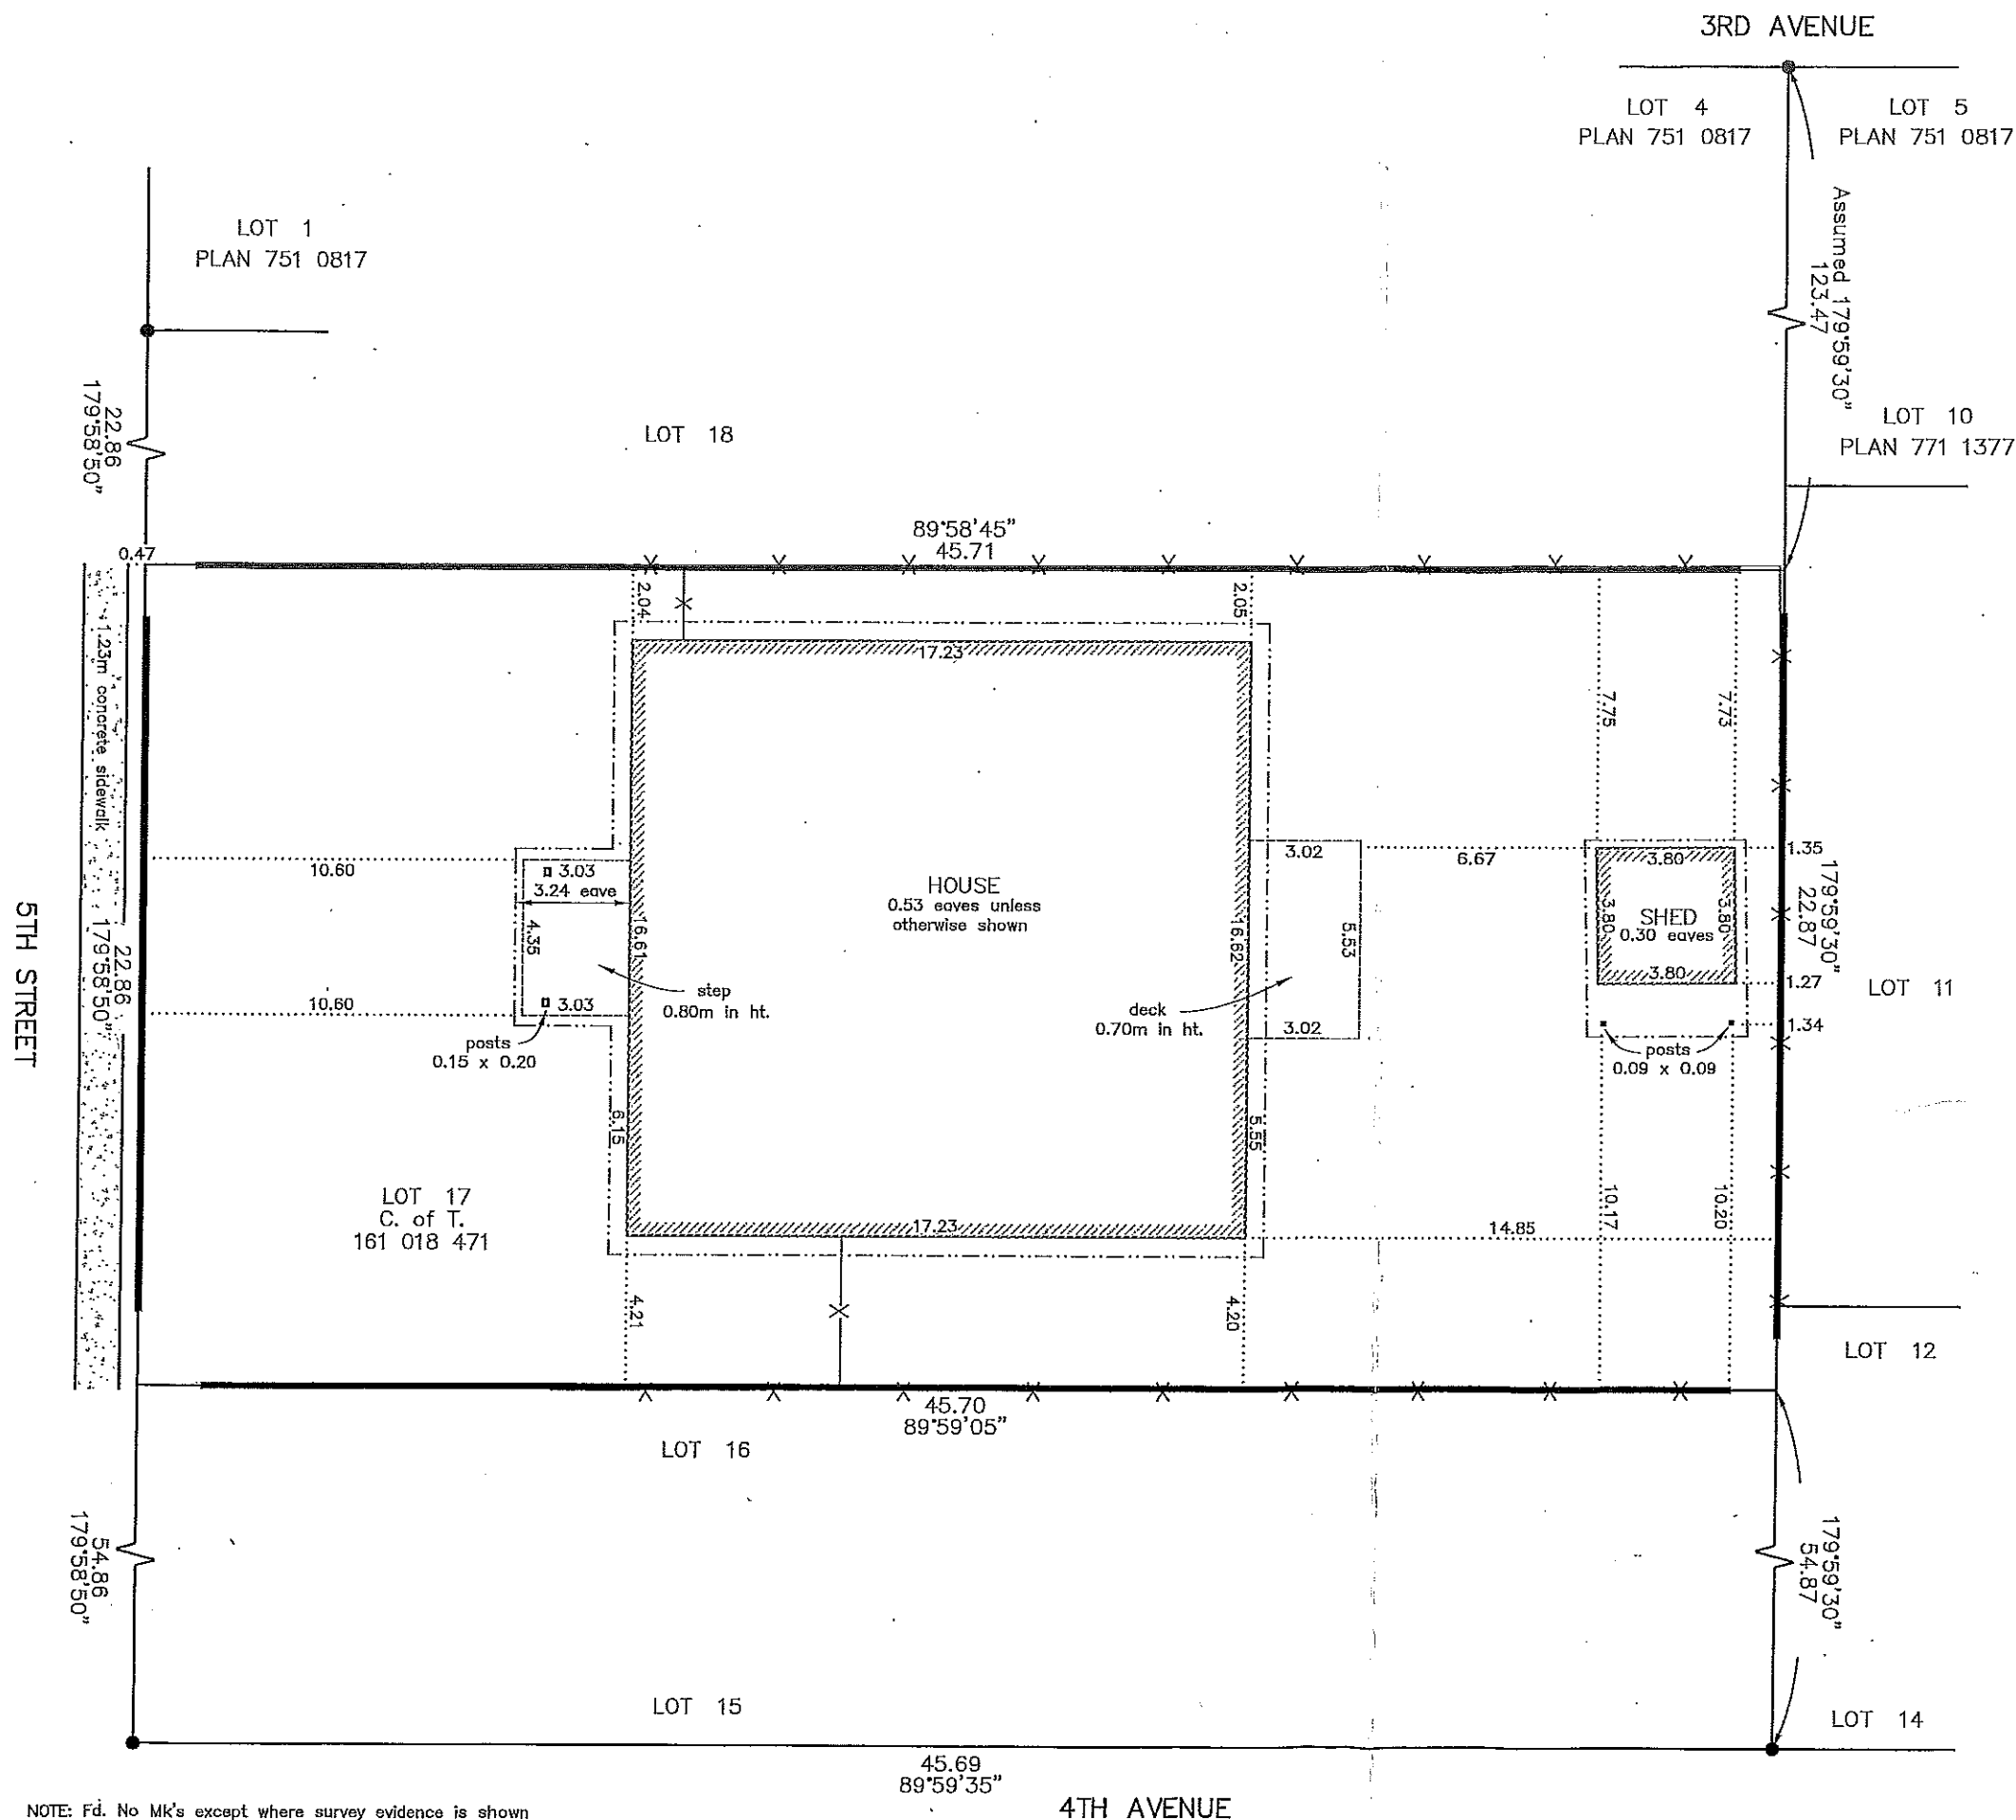 3RD AVENUE
LOT 4
PLAN 751 0817
LOT 5
PLAN 751 0817
Assumed 179°59'30"
123.47
LOT 1
PLAN 751 0817
22.86
179°58'50"
LOT 18
LOT 10
PLAN 771 1377
89°58'45"
45.71
0.47
2.04
2.05
17.23
1.23m concrete sidewalk
7.75
7.73
10.60
3.03
3.24 eave
4.35
16.61
HOUSE
0.53 eaves unless
otherwise shown
16.62
3.02
5.53
6.67
3.80
3.80
SHED
0.30 eaves
3.80
3.80
1.35
179°59'30"
22.87
1.27
1.34
LOT 11
5TH STREET
22.86
179°58'50"
10.60
3.03
step
0.80m in ht.
posts
0.15 x 0.20
deck
0.70m in ht.
3.02
posts
0.09 x 0.09
6.15
5.55
LOT 17
C. of T.
161 018 471
17.23
14.85
10.17
10.20
4.21
4.20
LOT 12
45.70
89°59'05"
LOT 16
54.86
179°58'50"
179°59'30"
54.87
LOT 15
LOT 14
45.69
89°59'35"
4TH AVENUE
NOTE: Fd. No Mk's except where survey evidence is shown